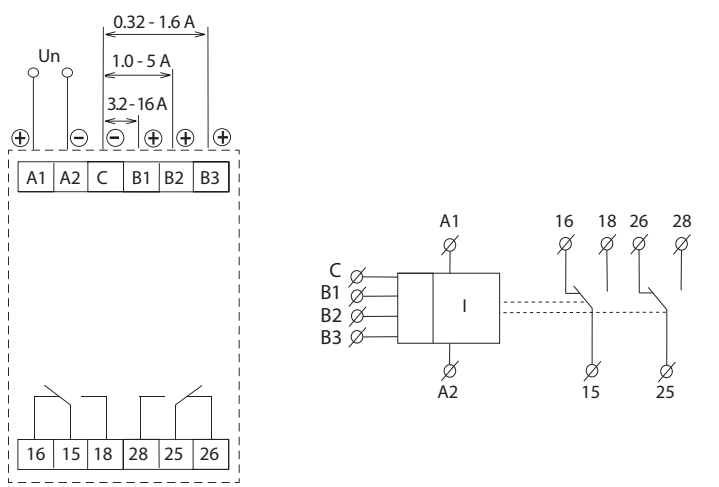 0.32 - 1.6 A
Un
1.0 - 5 A
3.2 - 16 A
+ − − + + +
A1 A2 C B1 B2 B3
A1 16 18 26 28
C
B1
I
B2
B3
A2 15 25
16 15 18 28 25 26